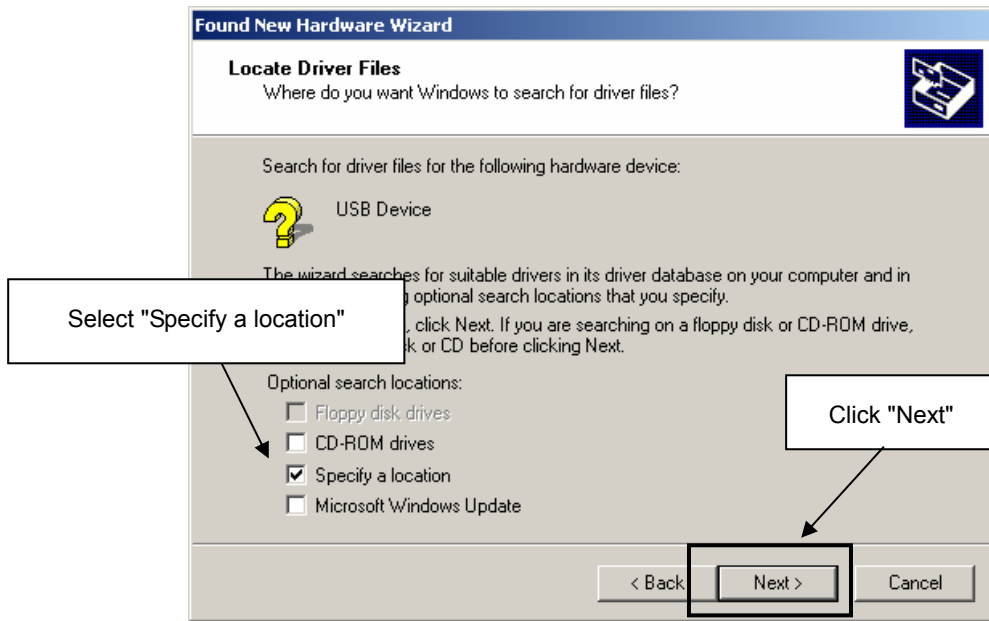 Found New Hardware Wizard
Locate Driver Files
Where do you want Windows to search for driver files?
Search for driver files for the following hardware device:
USB Device
The wizard searches for suitable drivers in its driver database on your computer and in
optional search locations that you specify.
Select "Specify a location"
, click Next. If you are searching on a floppy disk or CD-ROM drive,
or CD before clicking Next.
Optional search locations:
Floppy disk drives
Click "Next"
CD-ROM drives
Specify a location
Microsoft Windows Update
< Back
Next >
Cancel